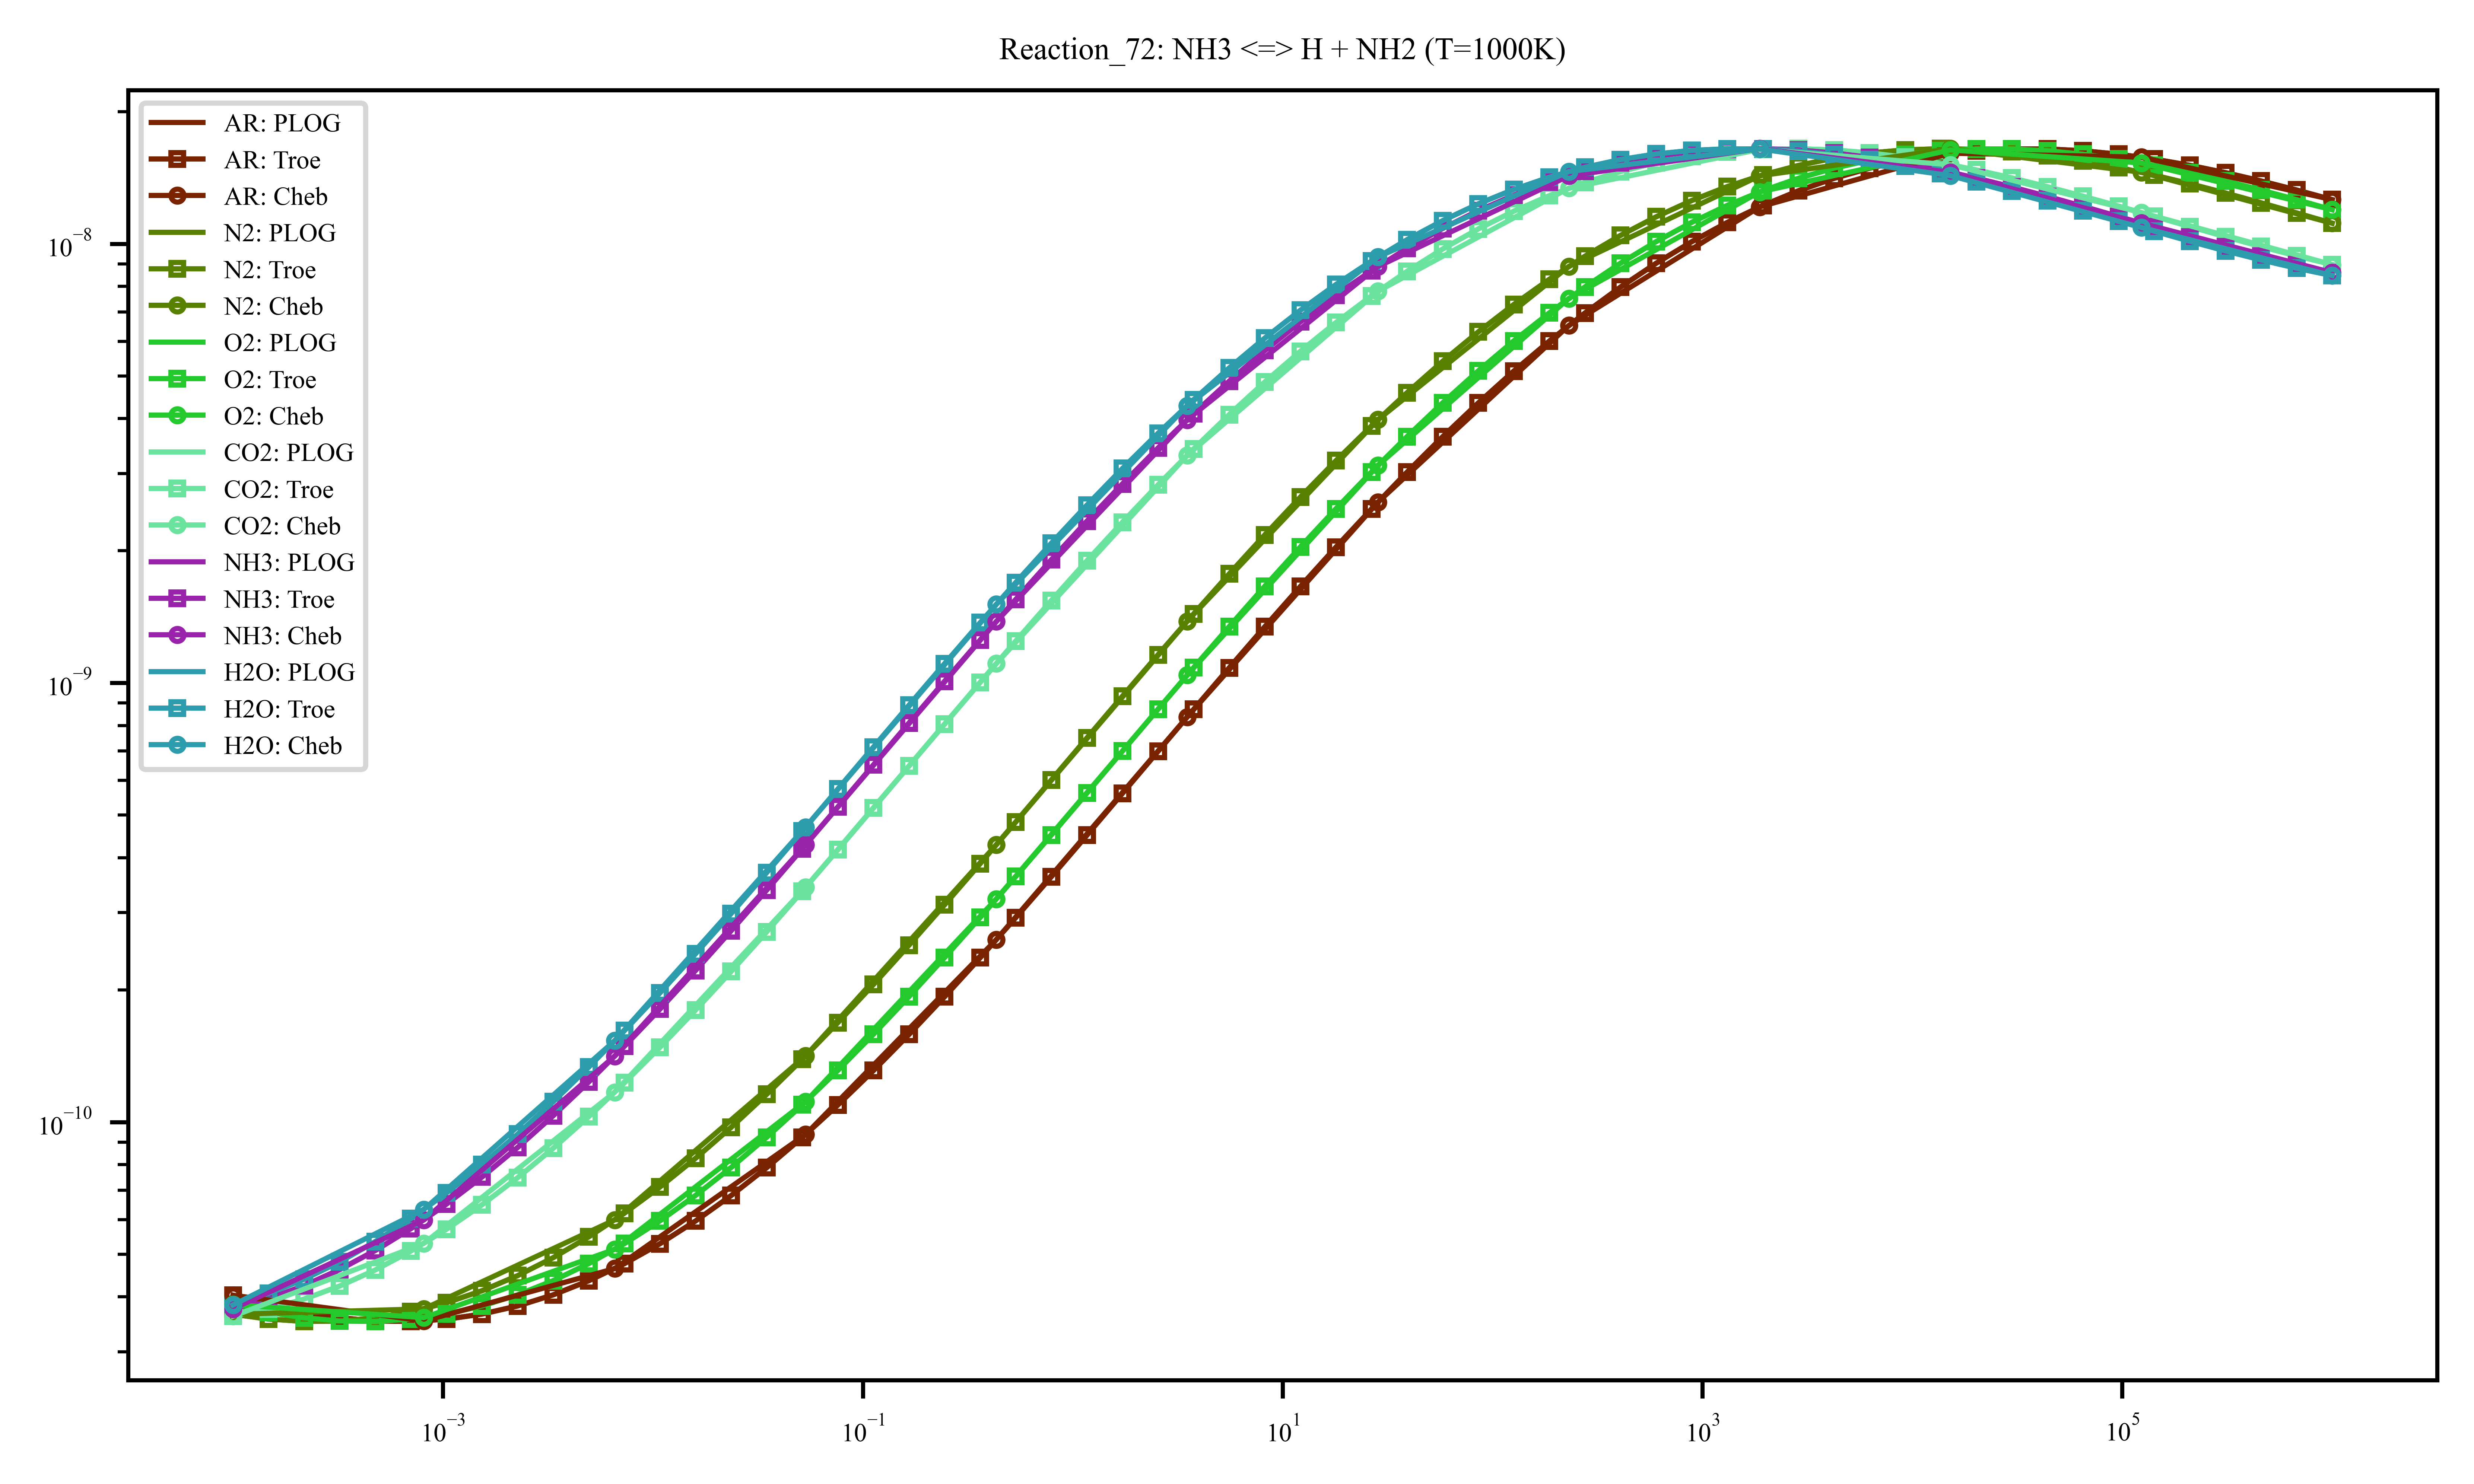 Reaction_72: NH3 <=> H + NH2 (T=1000K)
AR: PLOG
AR: Troe
AR: Cheb
N2: PLOG
N2: Troe
N2: Cheb
O2: PLOG
O2: Troe
O2: Cheb
CO2: PLOG
CO2: Troe
CO2: Cheb
NH3: PLOG
NH3: Troe
NH3: Cheb
H2O: PLOG
H2O: Troe
H2O: Cheb
10⁻⁸
10⁻⁹
10⁻¹⁰
10⁻³ 10⁻¹ 10¹ 10³ 10⁵